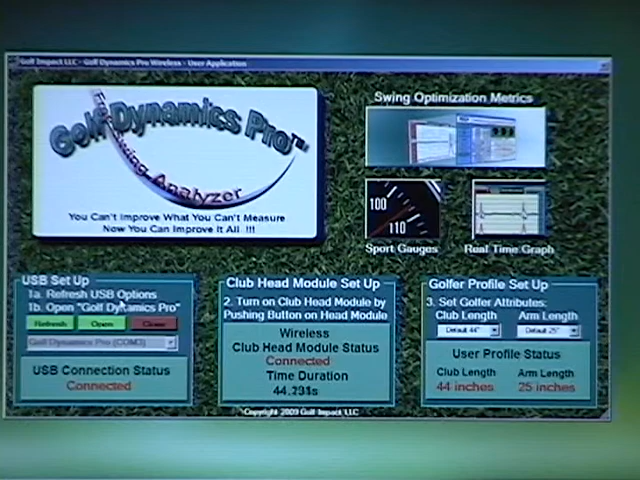 Golf Impact LLC - Golf Dynamics Pro Wireless - User Application
Golf Dynamics Pro™
Swing Analyzer
You Can't Improve What You Can't Measure
Now You Can Improve It All !!!
Swing Optimization Metrics
100
110
Sport Gauges
Real Time Graph
USB Set Up
1a. Refresh USB Options
1b. Open "Golf Dynamics Pro"
Refresh Open Close
Golf Dynamics Pro (COM3)
USB Connection Status
Connected
Club Head Module Set Up
2. Turn on Club Head Module by
Pushing Button on Head Module
Wireless
Club Head Module Status
Connected
Time Duration
Golfer Profile Set Up
3. Set Golfer Attributes:
Club Length Arm Length
Default 44" Default 25"
User Profile Status
Club Length Arm Length
44 inches 25 inches
Copyright 2009 Golf Impact LLC